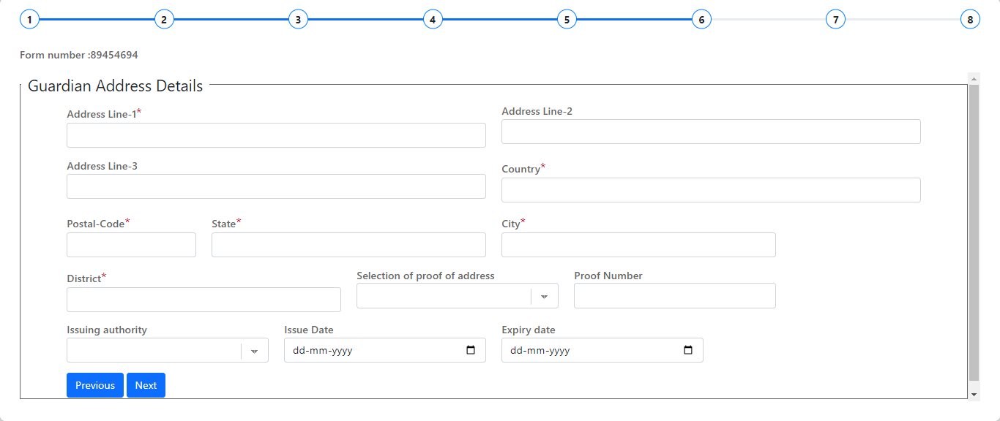 1 2 3 4 5 6 7 8
Form number :89454694
Guardian Address Details
Address Line-1* Address Line-2
Address Line-3 Country*
Postal-Code* State* City*
District* Selection of proof of address Proof Number
Issuing authority Issue Date Expiry date
dd-mm-yyyy dd-mm-yyyy
Previous Next